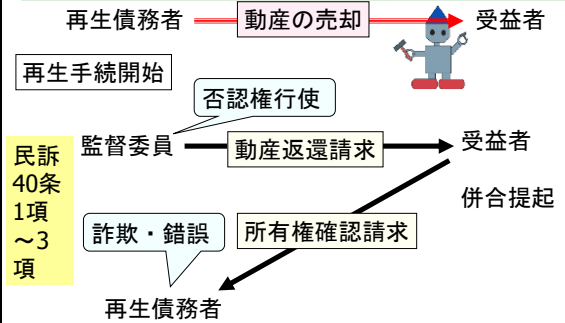 再生債務者
動産の売却
受益者
再生手続開始
否認権行使
監督委員
動産返還請求
受益者
民訴
40条
1項
～3
項
併合提起
詐欺・錯誤
所有権確認請求
再生債務者